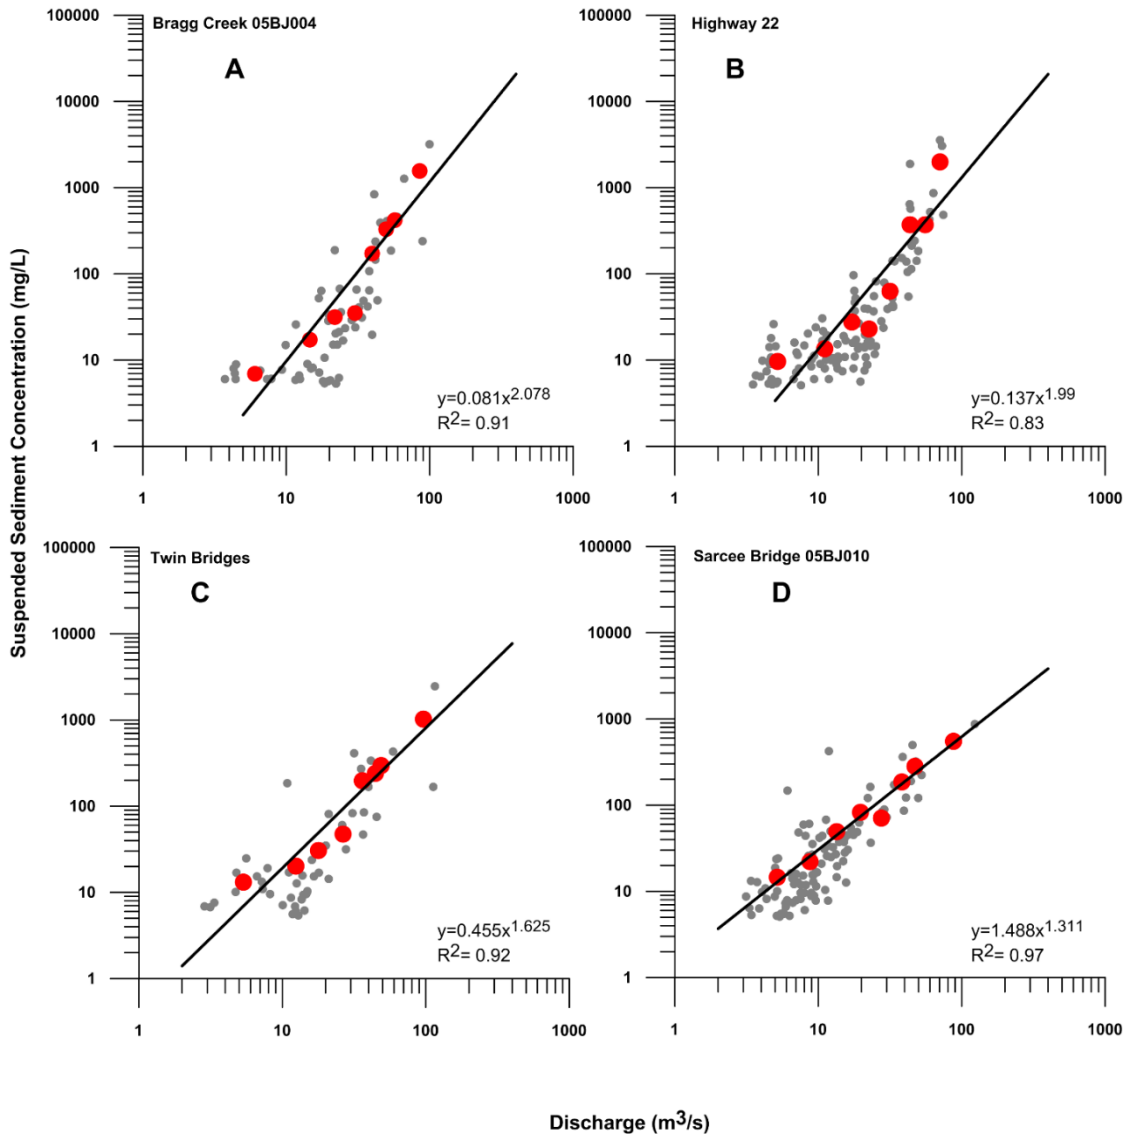 Suspended Sediment Concentration (mg/L)
Bragg Creek 05BJ004
A
100000
10000
1000
100
10
1
1 10 100 1000
y=0.081x^2.078
R^2= 0.91
Highway 22
B
100000
10000
1000
100
10
1
1 10 100 1000
y=0.137x^1.99
R^2= 0.83
Twin Bridges
C
100000
10000
1000
100
10
1
1 10 100 1000
y=0.455x^1.625
R^2= 0.92
Sarcee Bridge 05BJ010
D
100000
10000
1000
100
10
1
1 10 100 1000
y=1.488x^1.311
R^2= 0.97
Discharge (m^3/s)